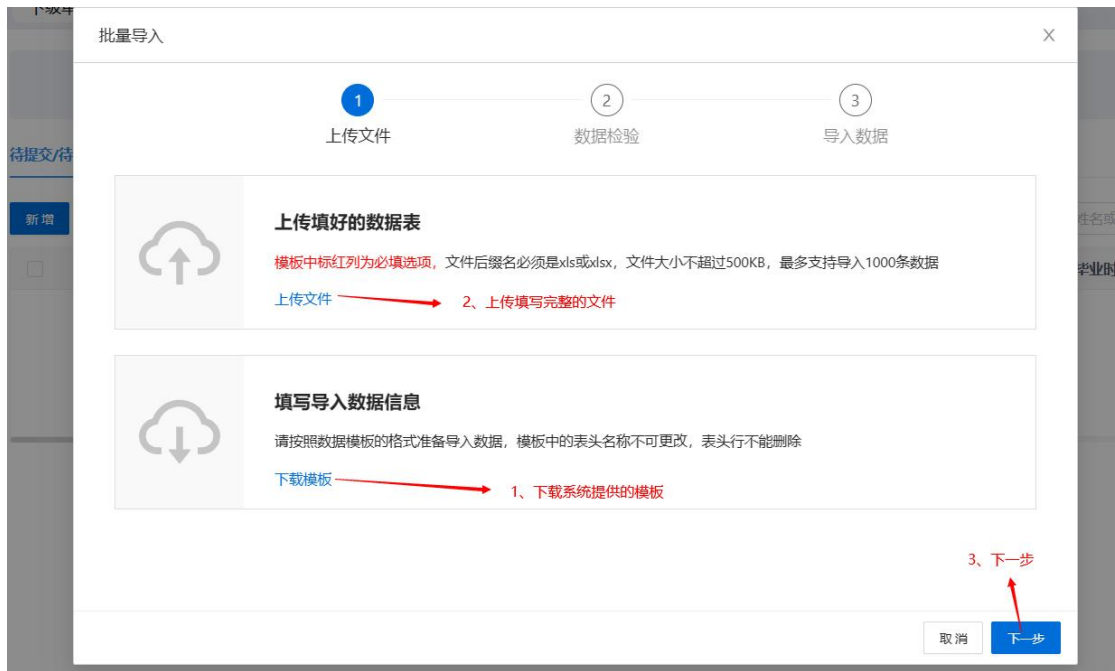 批量导入
X
1
2
3
上传文件
数据检验
导入数据
待提交/待
新增
上传填好的数据表
模板中标红列为必填选项，文件后缀名必须是xls或xlsx，文件大小不超过500KB，最多支持导入1000条数据
上传文件
2、上传填写完整的文件
姓名或
毕业时
填写导入数据信息
请按照数据模板的格式准备导入数据，模板中的表头名称不可更改，表头行不能删除
下载模板
1、下载系统提供的模板
3、下一步
取消
下一步